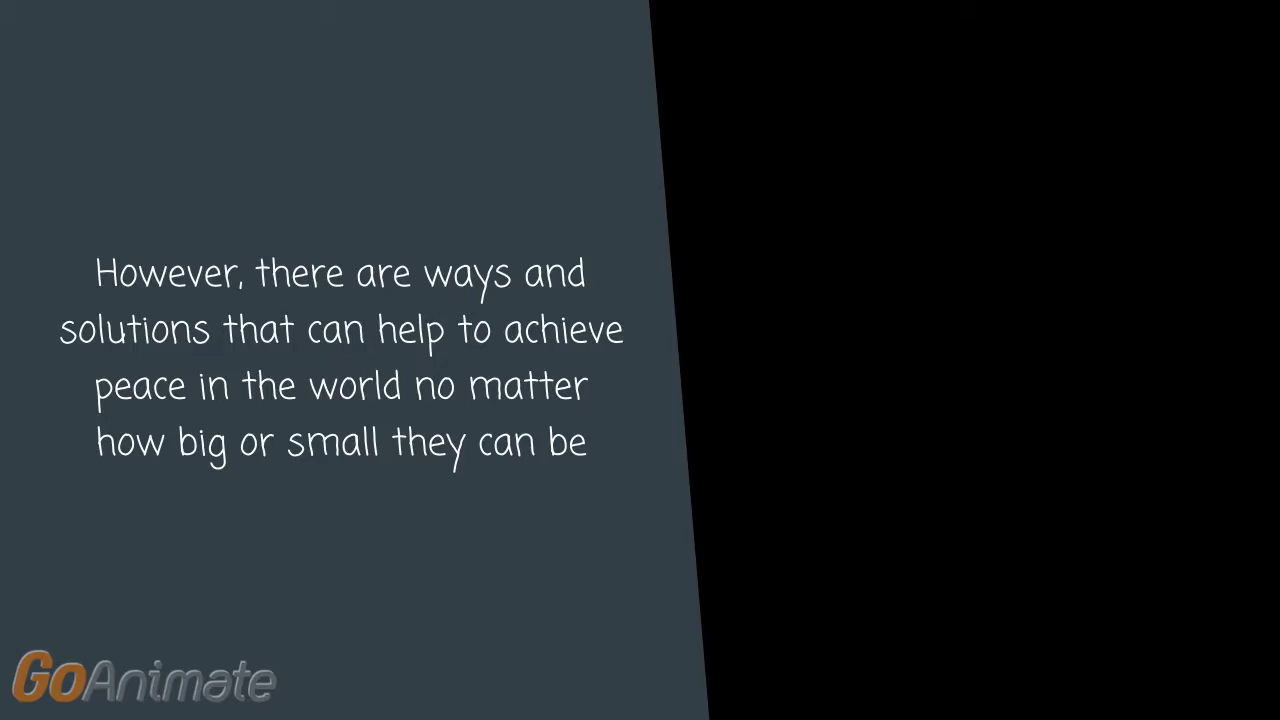 However, there are ways and
solutions that can help to achieve
peace in the world no matter
how big or small they can be
GoAnimate